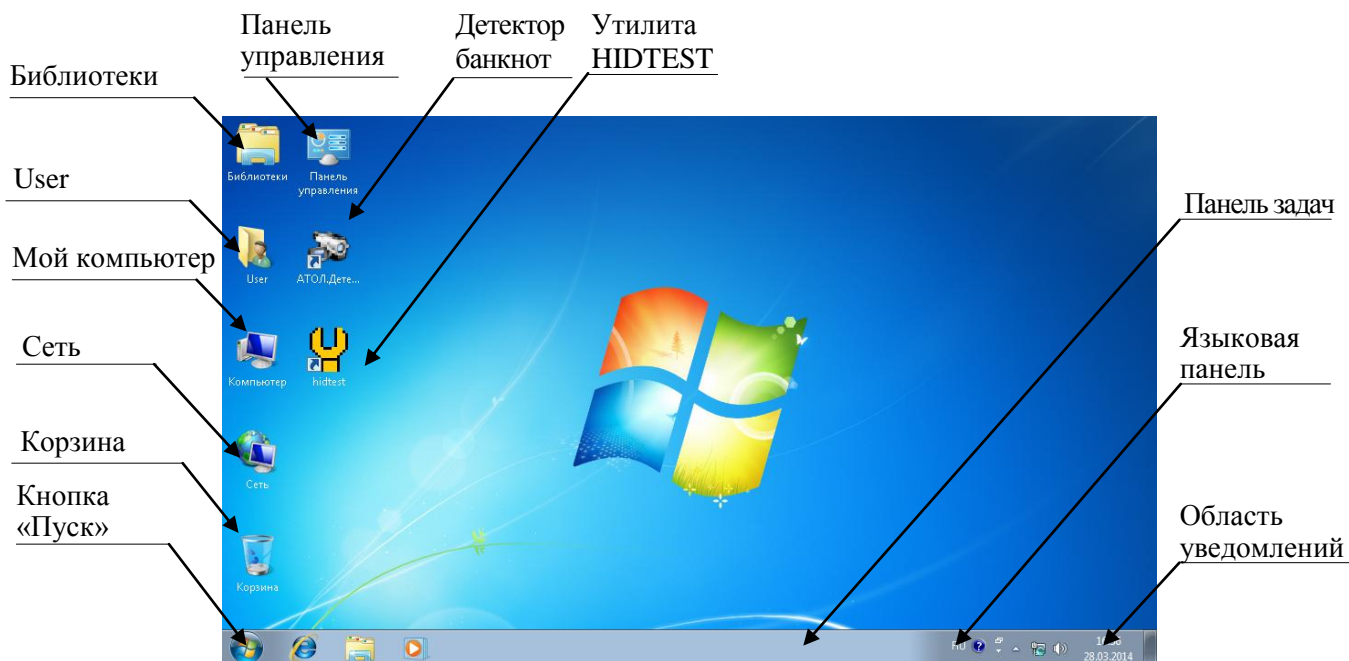 Панель
управления
Детектор
банкнот
Утилита
HIDTEST
Библиотеки
User
Мой компьютер
Сеть
Корзина
Кнопка
«Пуск»
Библиотеки
Панель
управления
User
АТОЛ.Дете...
Компьютер
hidtest
Сеть
Корзина
Панель задач
Языковая
панель
Область
уведомлений
RU
28.03.2014